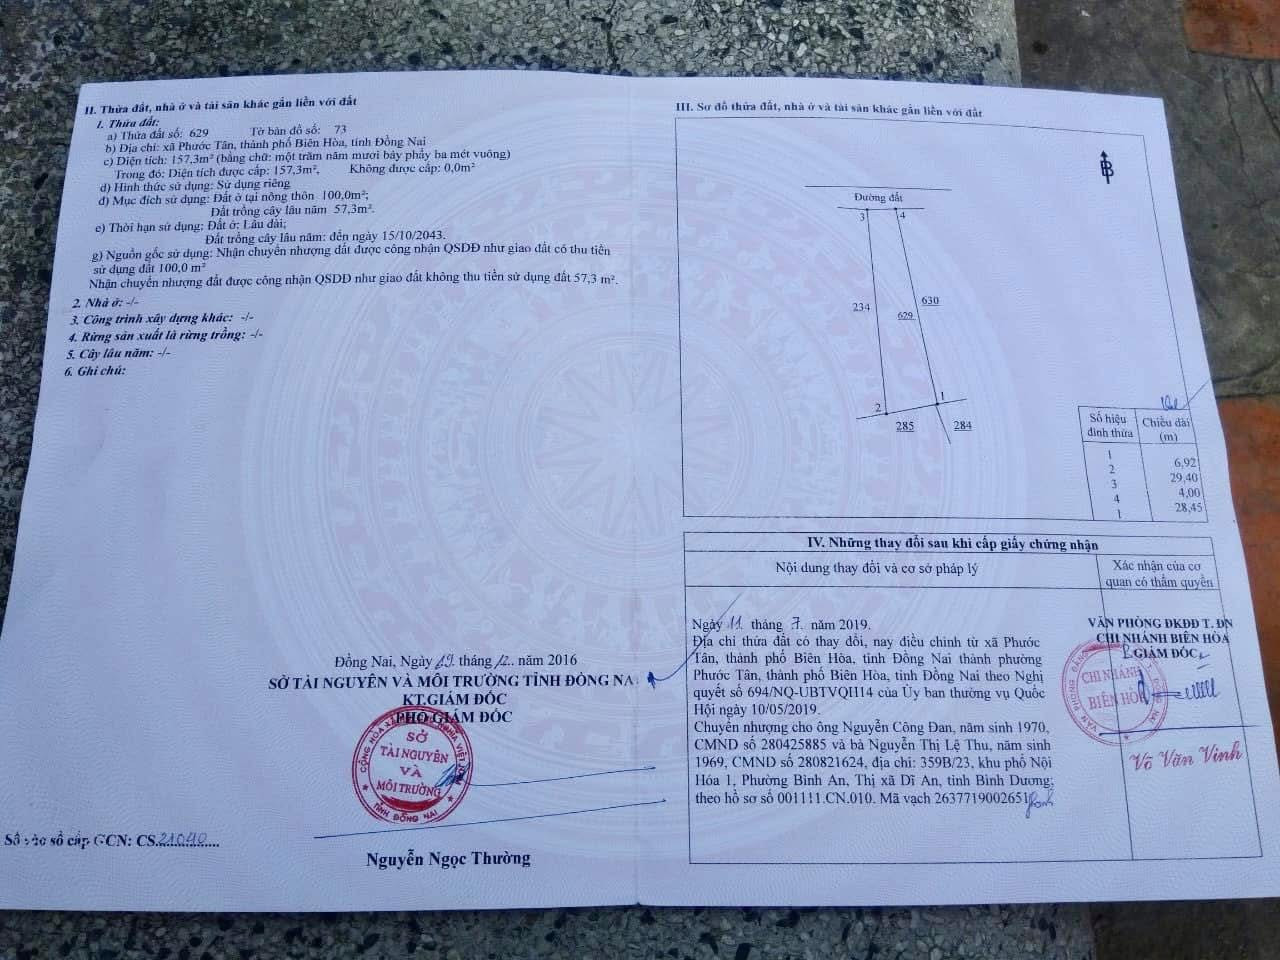 II. Thửa đất, nhà ở và tài sản khác gắn liền với đất
1. Thửa đất:
a) Thửa đất số: 629 Tờ bản đồ số: 73
b) Địa chỉ: xã Phước Tân, thành phố Biên Hòa, tỉnh Đồng Nai
c) Diện tích: 157,3m² (bằng chữ: một trăm năm mươi bảy phẩy ba mét vuông)
Trong đó: Diện tích được cấp: 157,3m², Không được cấp: 0,0m²
d) Hình thức sử dụng: Sử dụng riêng
đ) Mục đích sử dụng: Đất ở tại nông thôn 100,0m²;
Đất trồng cây lâu năm 57,3m².
e) Thời hạn sử dụng: Đất ở: Lâu dài;
Đất trồng cây lâu năm: đến ngày 15/10/2043.
g) Nguồn gốc sử dụng: Nhận chuyển nhượng đất được công nhận QSDĐ như giao đất có thu tiền
sử dụng đất 100,0 m²
Nhận chuyển nhượng đất được công nhận QSDĐ như giao đất không thu tiền sử dụng đất 57,3 m².
2. Nhà ở: -/-
3. Công trình xây dựng khác: -/-
4. Rừng sản xuất là rừng trồng: -/-
5. Cây lâu năm: -/-
6. Ghi chú:
Đồng Nai, Ngày 19 tháng 12 năm 2016
SỞ TÀI NGUYÊN VÀ MÔI TRƯỜNG TỈNH ĐỒNG NAI
KT.GIÁM ĐỐC
PHÓ GIÁM ĐỐC
SỞ
TÀI NGUYÊN
VÀ
MÔI TRƯỜNG
TỈNH ĐỒNG NAI
Nguyễn Ngọc Thường
Số vào sổ cấp GCN: CS 21040
III. Sơ đồ thửa đất, nhà ở và tài sản khác gắn liền với đất
Đường đất
3 4
234
630
629
2 1
285 284
Số hiệu đỉnh thửa Chiều dài (m)
1
6,92
2
29,40
3
4,00
4
28,45
1
IV. Những thay đổi sau khi cấp giấy chứng nhận
Nội dung thay đổi và cơ sở pháp lý
Xác nhận của cơ
quan có thẩm quyền
Ngày 11 tháng 7 năm 2019.
Địa chỉ thửa đất có thay đổi, nay điều chỉnh từ xã Phước
Tân, thành phố Biên Hòa, tỉnh Đồng Nai thành phường
Phước Tân, thành phố Biên Hòa, tỉnh Đồng Nai theo Nghị
quyết số 694/NQ-UBTVQH14 của Ủy ban thường vụ Quốc
Hội ngày 10/05/2019.
Chuyển nhượng cho ông Nguyễn Công Đan, năm sinh 1970,
CMND số 280425885 và bà Nguyễn Thị Lệ Thu, năm sinh
1969, CMND số 280821624, địa chỉ: 359B/23, khu phố Nội
Hóa 1, Phường Bình An, Thị xã Dĩ An, tỉnh Bình Dương;
theo hồ sơ số 001111.CN.010. Mã vạch 2637719002651
VĂN PHÒNG ĐKĐĐ T. ĐN
CHI NHÁNH BIÊN HÒA
P.GIÁM ĐỐC
CHI NHÁNH
BIÊN HÒA
Võ Văn Vinh